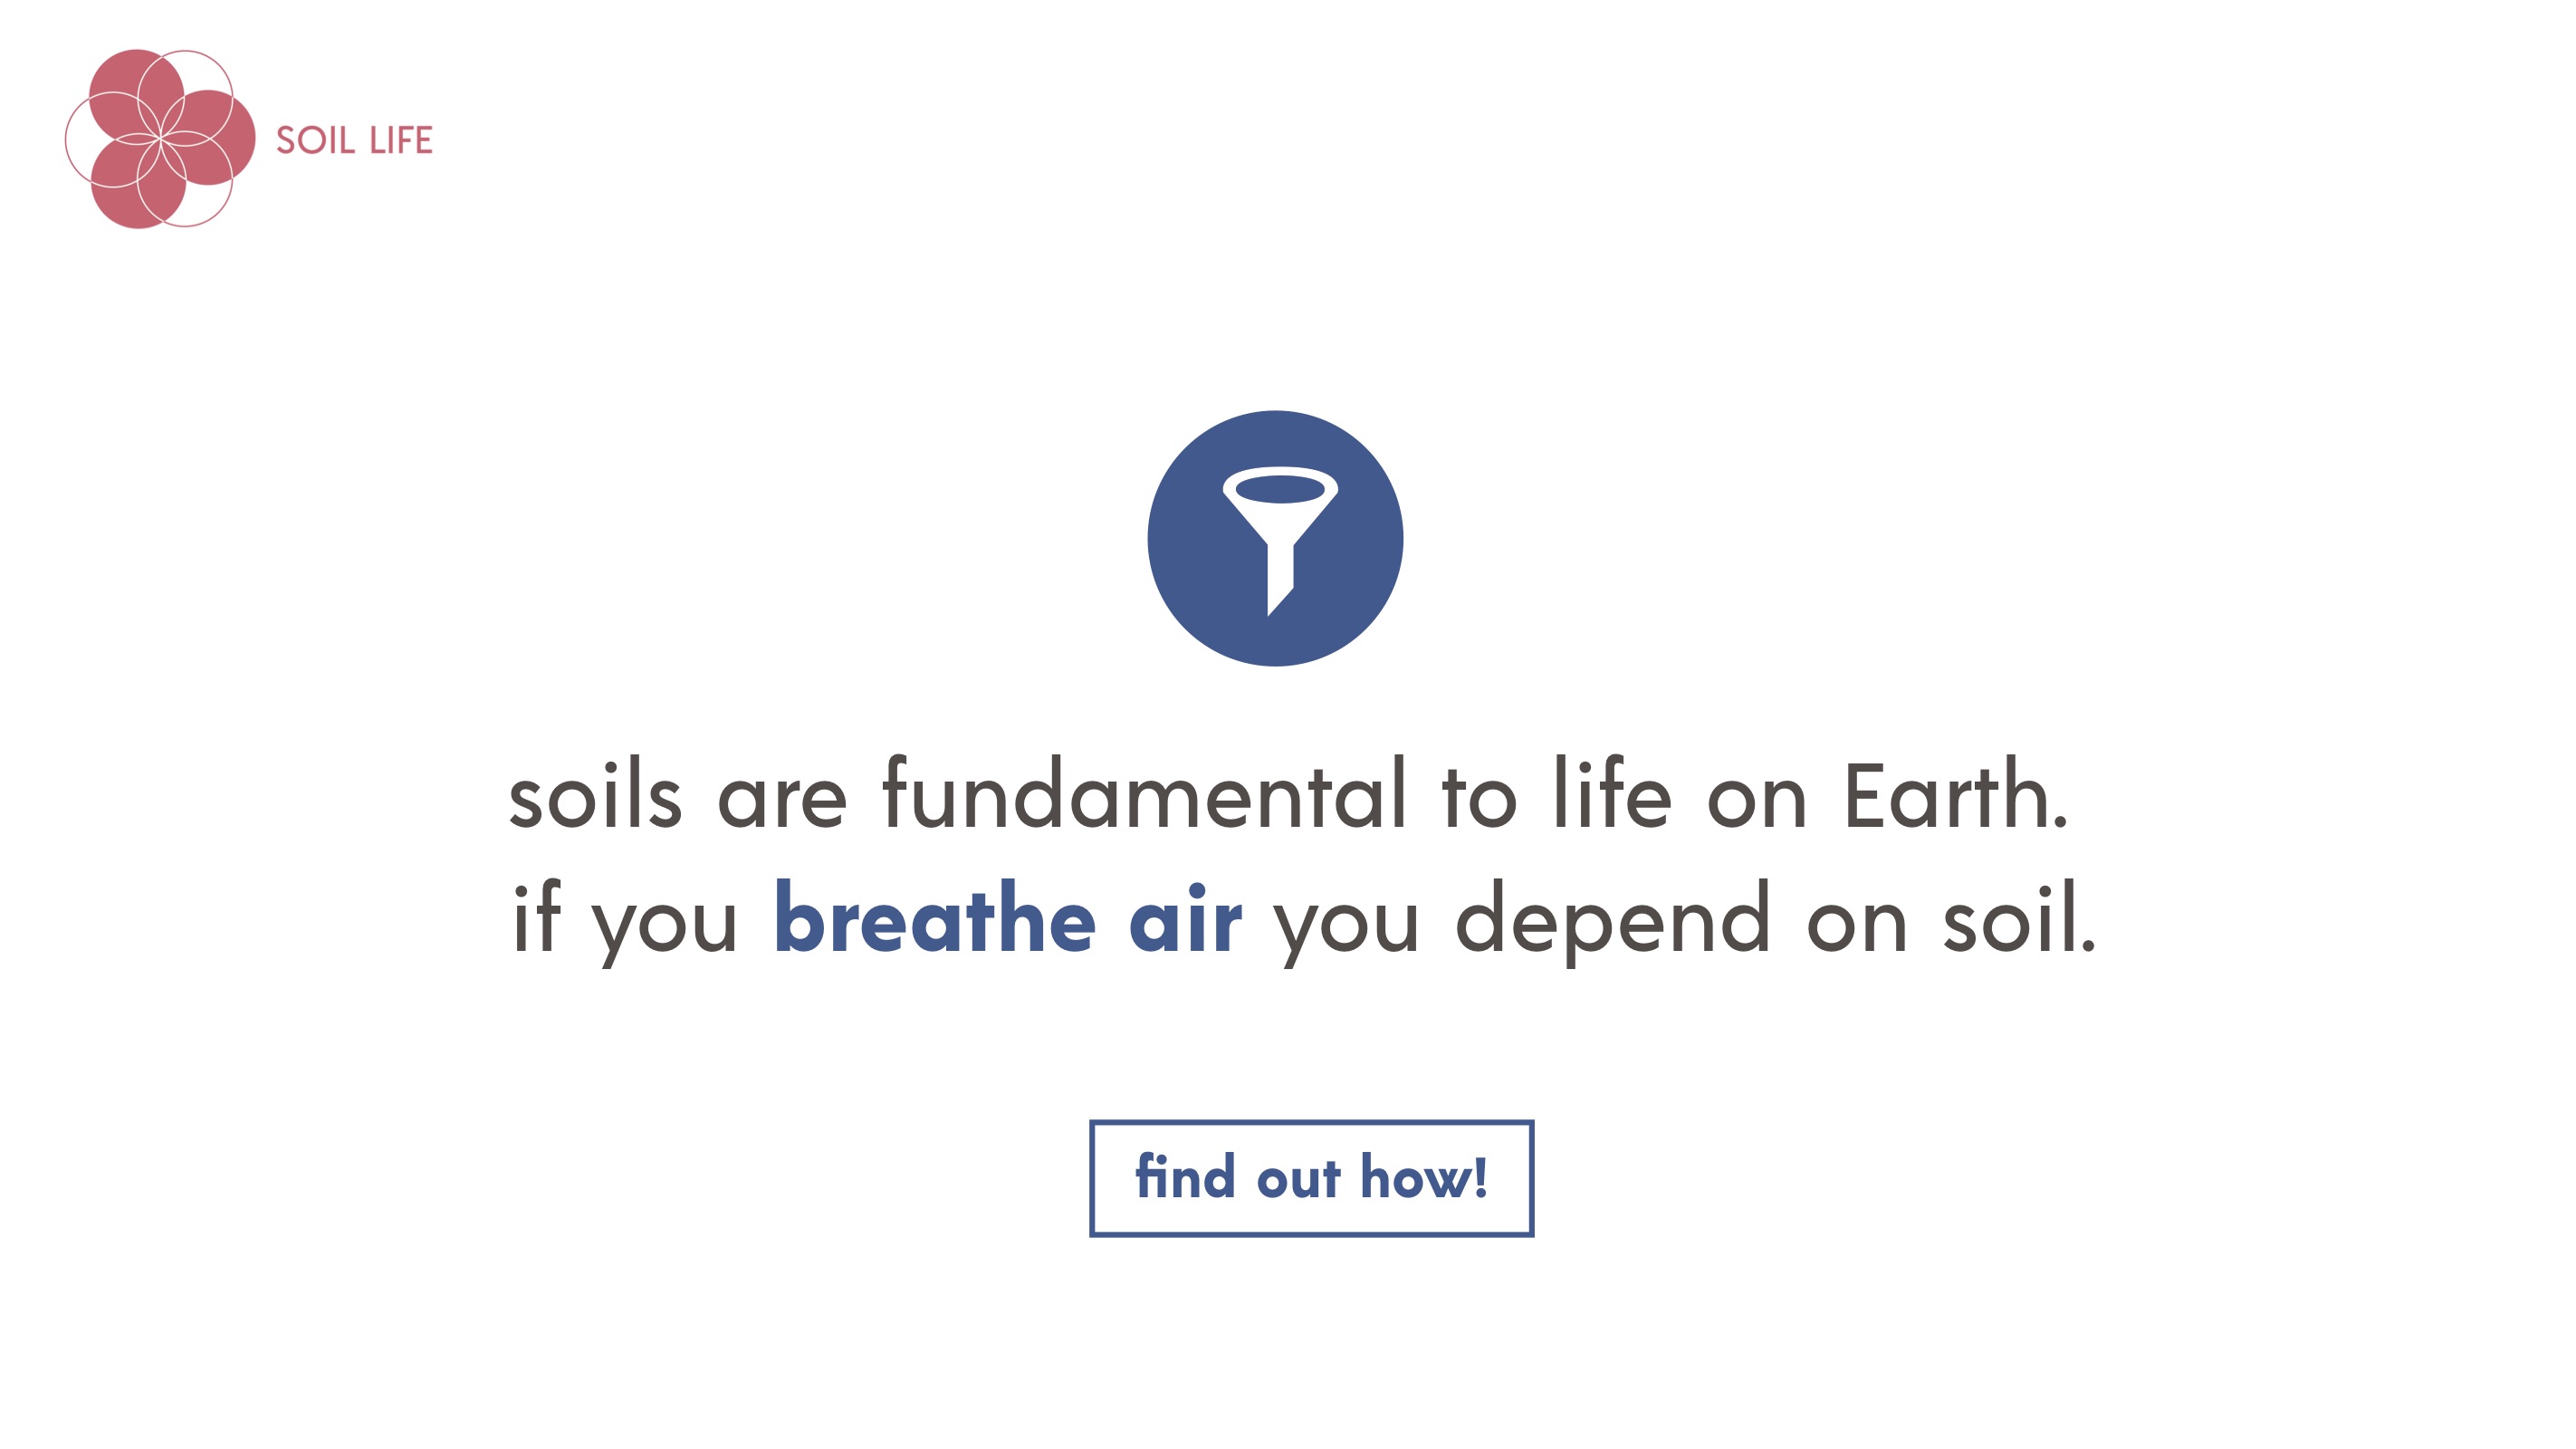 SOIL LIFE
soils are fundamental to life on Earth.
if you breathe air you depend on soil.
find out how!